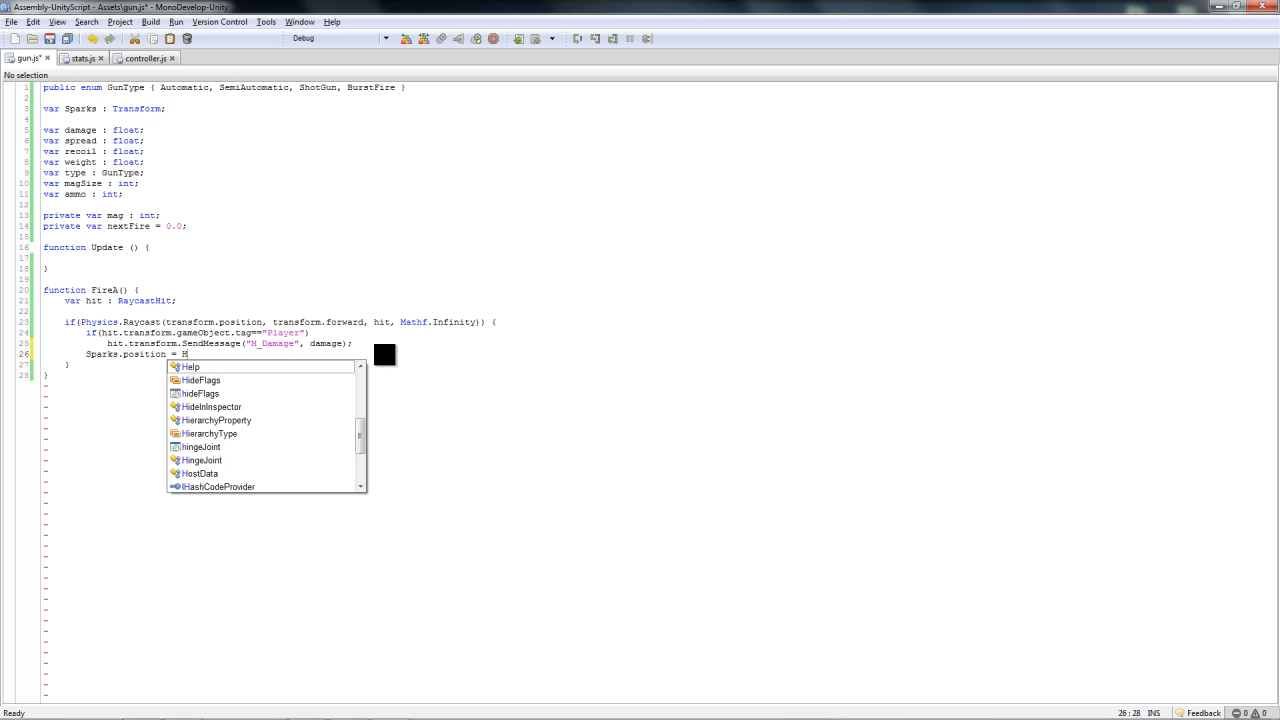 Assembly-UnityScript - Assets\gun.js* - MonoDevelop-Unity
File Edit View Search Project Build Run Version Control Tools Window Help
Debug
gun.js* stats.js controller.js
No selection
1 public enum GunType { Automatic, SemiAutomatic, ShotGun, BurstFire }
2
3 var Sparks : Transform;
4
5 var damage : float;
6 var spread : float;
7 var recoil : float;
8 var weight : float;
9 var type : GunType;
10 var magSize : int;
11 var ammo : int;
12
13 private var mag : int;
14 private var nextFire = 0.0;
15
16 function Update () {
17
18 }
19
20 function FireA() {
21 var hit : RaycastHit;
22
23 if(Physics.Raycast(transform.position, transform.forward, hit, Mathf.Infinity)) {
24 if(hit.transform.gameObject.tag=="Player")
25 hit.transform.SendMessage("H_Damage", damage);
26 Sparks.position = H
27 }
28 }
Help
HideFlags
hideFlags
HideInInspector
HierarchyProperty
HierarchyType
hingeJoint
HingeJoint
HostData
IHashCodeProvider
Ready 26 : 28 INS Feedback 0 0